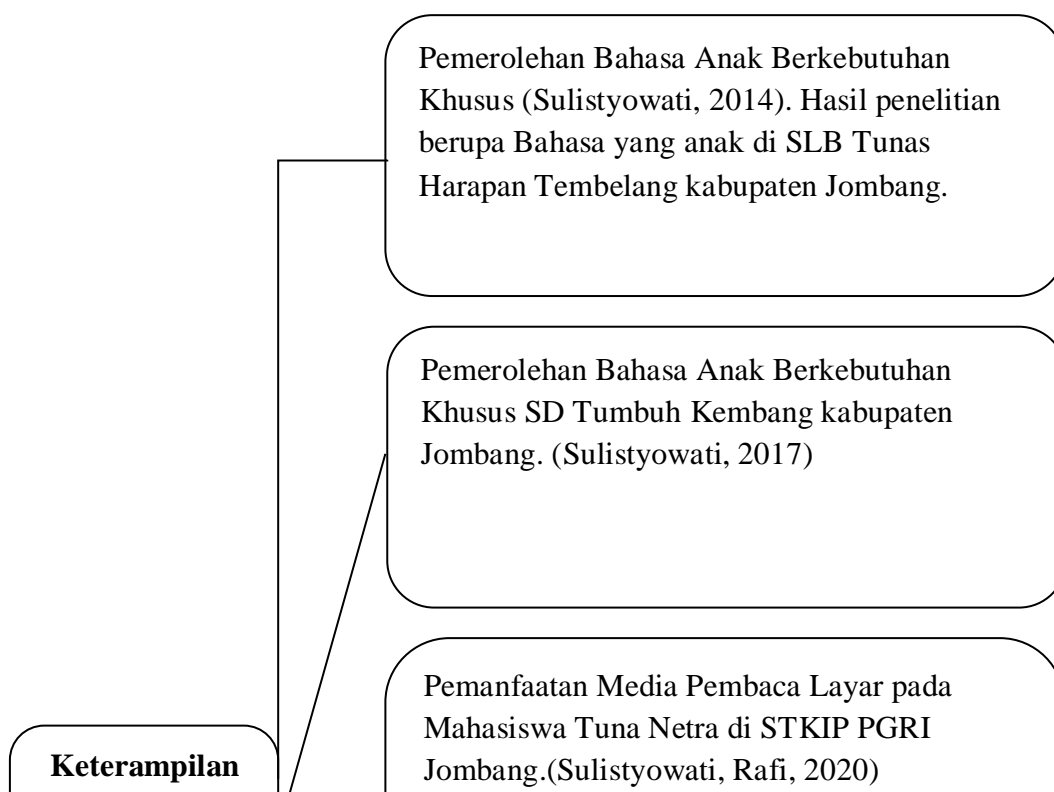 Pemerolehan Bahasa Anak Berkebutuhan
Khusus (Sulistyowati, 2014). Hasil penelitian
berupa Bahasa yang anak di SLB Tunas
Harapan Tembelang kabupaten Jombang.
Pemerolehan Bahasa Anak Berkebutuhan
Khusus SD Tumbuh Kembang kabupaten
Jombang. (Sulistyowati, 2017)
Pemanfaatan Media Pembaca Layar pada
Mahasiswa Tuna Netra di STKIP PGRI
Jombang.(Sulistyowati, Rafi, 2020)
Keterampilan